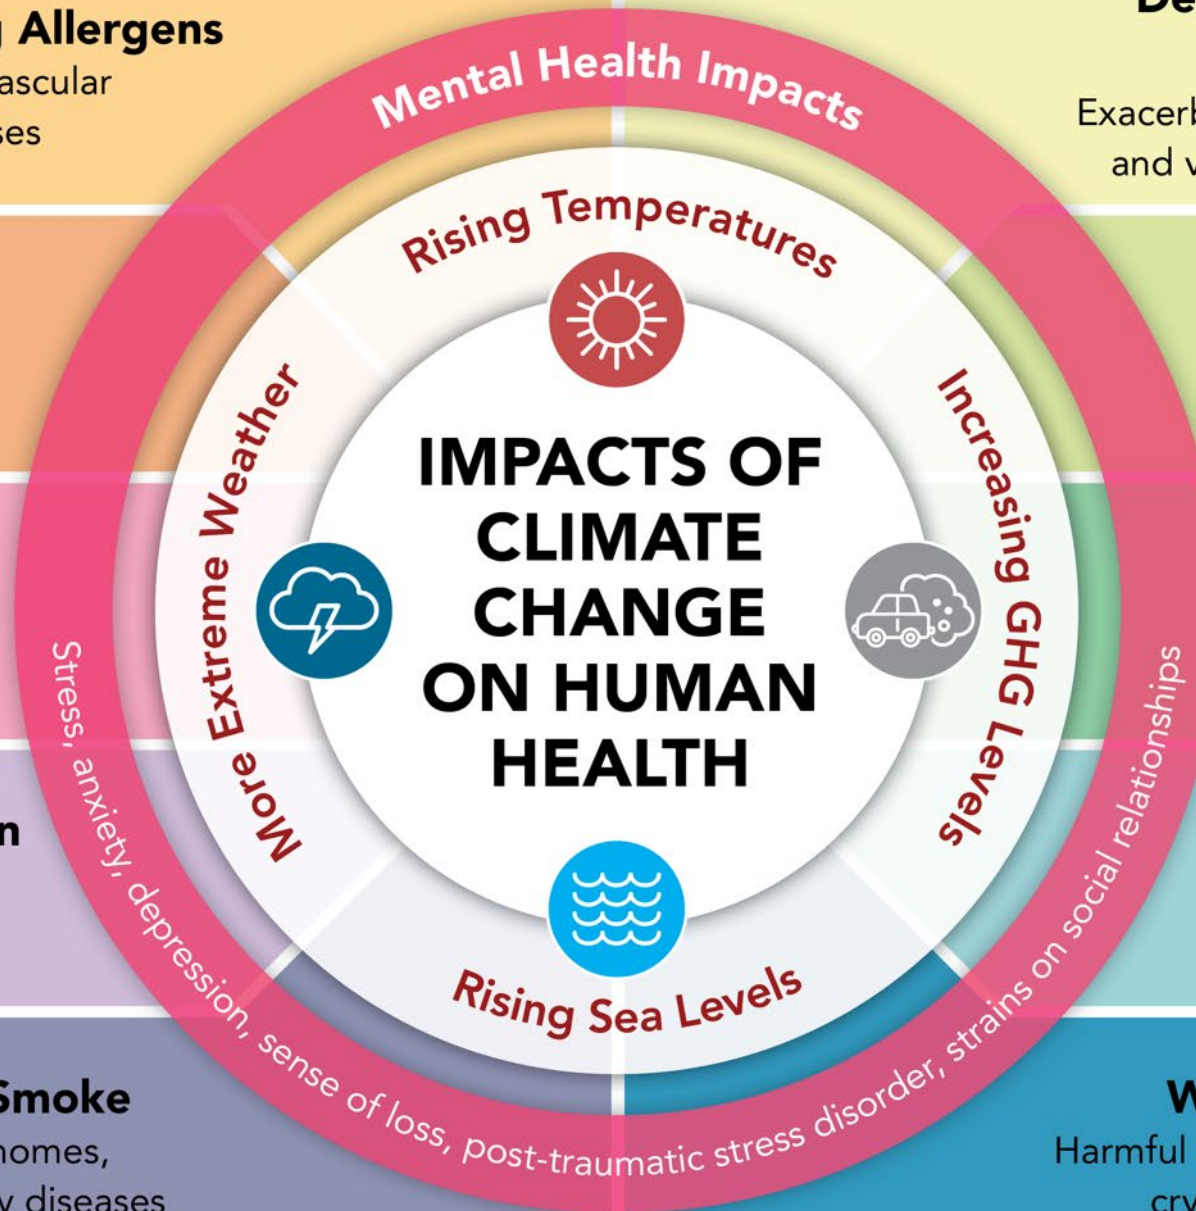 Allergens
ascular
ses
De
Exacerb
and v
Mental Health Impacts
Rising Temperatures
More Extreme Weather
Increasing GHG Levels
IMPACTS OF
CLIMATE
CHANGE
ON HUMAN
HEALTH
Rising Sea Levels
Stress, anxiety, depression, sense of loss, post-traumatic stress disorder, strains on social relationships
n
Smoke
homes,
y diseases
W
Harmful
cry